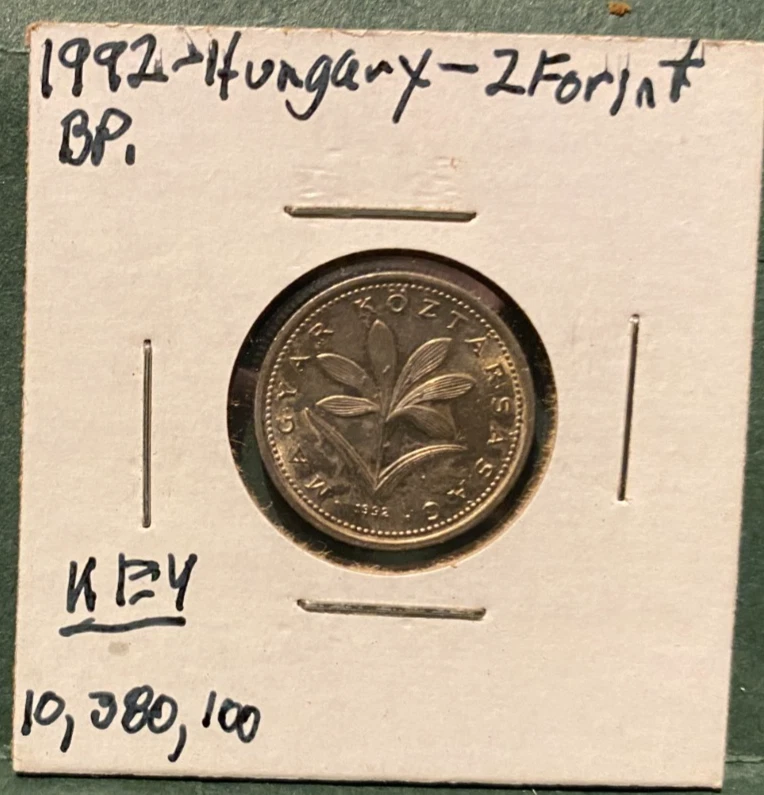 1992-Hungary-2Forint
BP.
MAGYAR KÖZTÁRSASÁG
1992
KEY
10,380,100